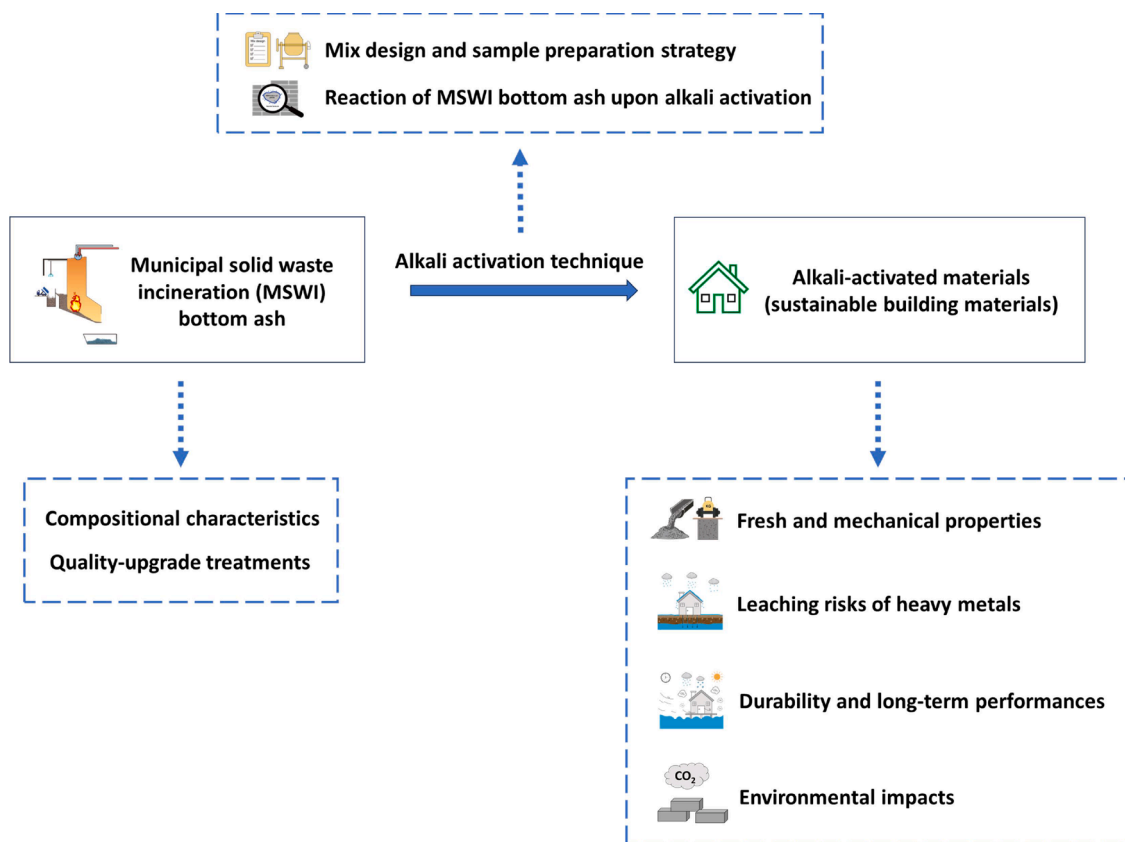 Mix design and sample preparation strategy
Reaction of MSWI bottom ash upon alkali activation
Municipal solid waste
incineration (MSWI)
bottom ash
Alkali activation technique
Alkali-activated materials
(sustainable building materials)
Compositional characteristics
Quality-upgrade treatments
Fresh and mechanical properties
Leaching risks of heavy metals
Durability and long-term performances
CO₂
Environmental impacts